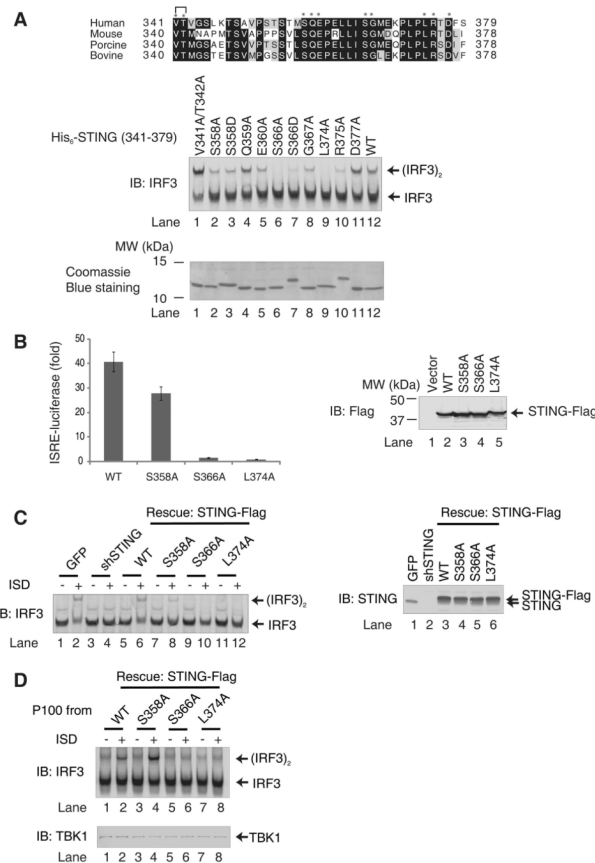 A
* * * * * * * * *
Human 341 VTVGSLKTSAVPSTSTMSQEPELLISGMEKPLPLRTDFS 379
Mouse 340 VTMNAPMTSVAPPPSVLSQEPRLLISGMDQPLPLRTDLI 378
Porcine 340 VTMGSAETSVVPTSSVLSQEPELLISGMEQPLPLRSDVF 378
Bovine 340 VTMGSTETSVMPGSSVLSQEPELLISGLEKPLPLRSDVF 378
His6-STING (341-379)
V341A/T342A S358A S358D Q359A E360A S366A S366D G367A L374A R375A D377A WT
IB: IRF3
(IRF3)2
IRF3
Lane 1 2 3 4 5 6 7 8 9 10 11 12
MW (kDa)
15
Coomassie
Blue staining
10
Lane 1 2 3 4 5 6 7 8 9 10 11 12
B
ISRE-luciferase (fold)
50
40
30
20
10
0
WT S358A S366A L374A
Vector WT S358A S366A L374A
MW (kDa)
50
IB: Flag
STING-Flag
37
Lane 1 2 3 4 5
C
Rescue: STING-Flag
GFP shSTING WT S358A S366A L374A
ISD - + - + - + - + - + - +
(IRF3)2
B: IRF3
IRF3
Lane 1 2 3 4 5 6 7 8 9 10 11 12
Rescue: STING-Flag
GFP shSTING WT S358A S366A L374A
IB: STING
STING-Flag
STING
Lane 1 2 3 4 5 6
D
Rescue: STING-Flag
P100 from WT S358A S366A L374A
ISD - + - + - + - +
(IRF3)2
IB: IRF3
IRF3
Lane 1 2 3 4 5 6 7 8
IB: TBK1
TBK1
Lane 1 2 3 4 5 6 7 8